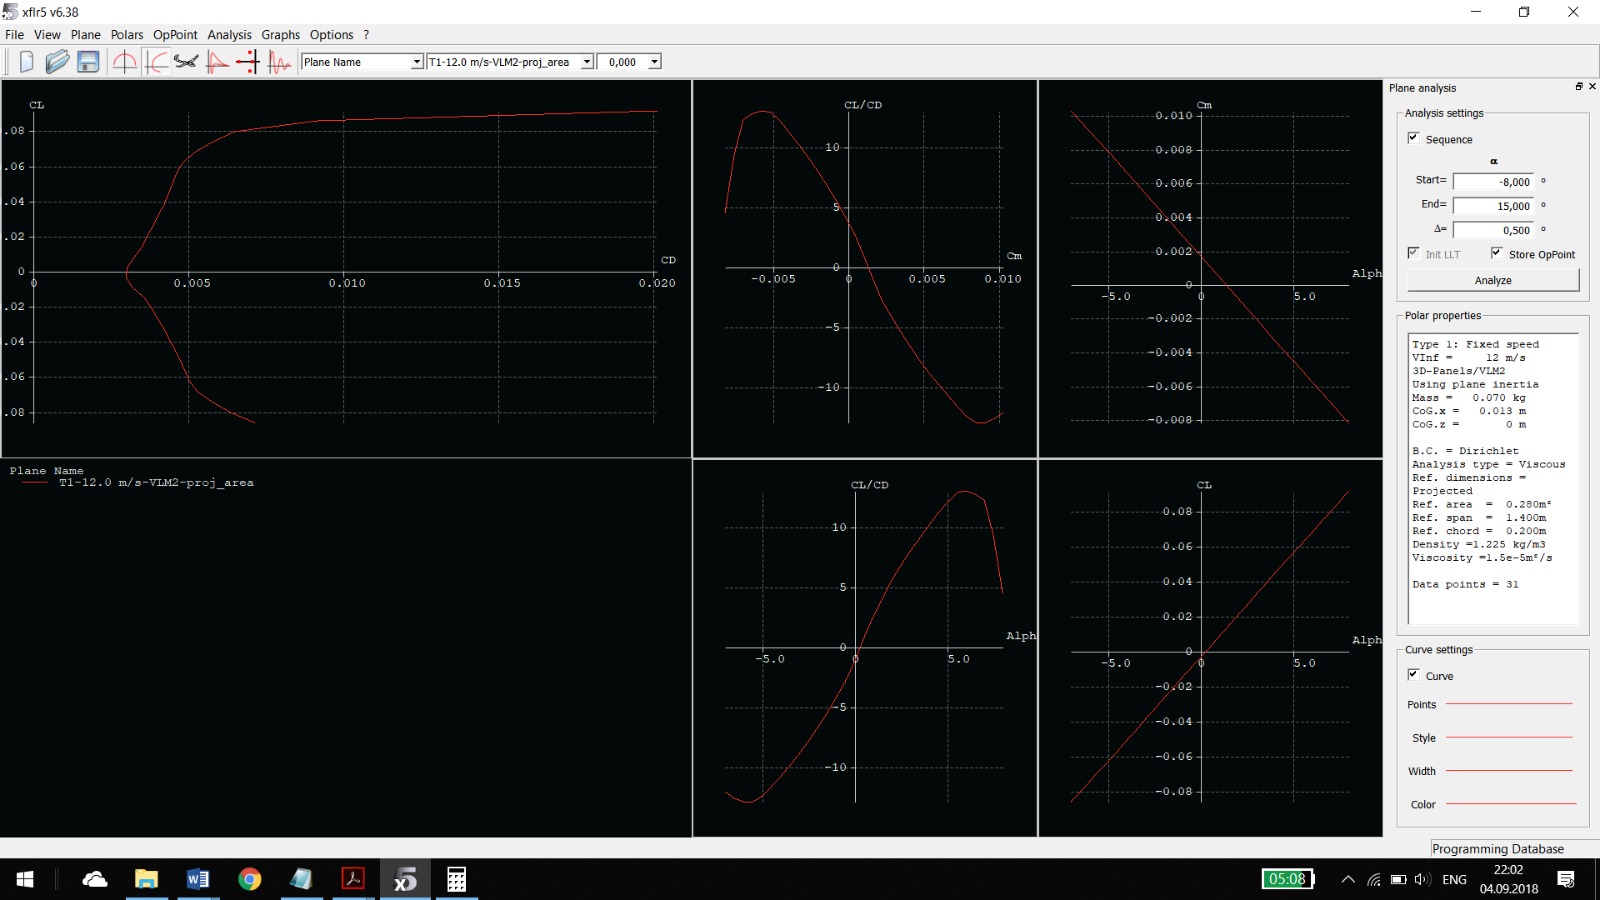 xflr5 v6.38
File View Plane Polars OpPoint Analysis Graphs Options ?
Plane Name T1-12.0 m/s-VLM2-proj_area 0,000
CL
.08
.06
.04
.02
0
.02
.04
.06
.08
0 0.005 0.010 0.015 0.020
CD
CL/CD
10
5
0
-5
-10
-0.005 0 0.005 0.010
Cm
Cm
0.010
0.008
0.006
0.004
0.002
0
-0.002
-0.004
-0.006
-0.008
-5.0 0 5.0
Alph
Plane Name
T1-12.0 m/s-VLM2-proj_area
CL/CD
10
5
0
-5
-10
-5.0 0 5.0
Alph
CL
0.08
0.06
0.04
0.02
0
-0.02
-0.04
-0.06
-0.08
-5.0 0 5.0
Alph
Plane analysis
Analysis settings
Sequence
α
Start= -8,000 °
End= 15,000 °
Δ= 0,500 °
Init LLT Store OpPoint
Analyze
Polar properties
Type 1: Fixed speed
VInf = 12 m/s
3D-Panels/VLM2
Using plane inertia
Mass = 0.070 kg
CoG.x = 0.013 m
CoG.z = 0 m
B.C. = Dirichlet
Analysis type = Viscous
Ref. dimensions =
Projected
Ref. area = 0.280m²
Ref. span = 1.400m
Ref. chord = 0.200m
Density =1.225 kg/m3
Viscosity =1.5e-5m²/s
Data points = 31
Curve settings
Curve
Points
Style
Width
Color
Programming Database
05:08
ENG
22:02
04.09.2018